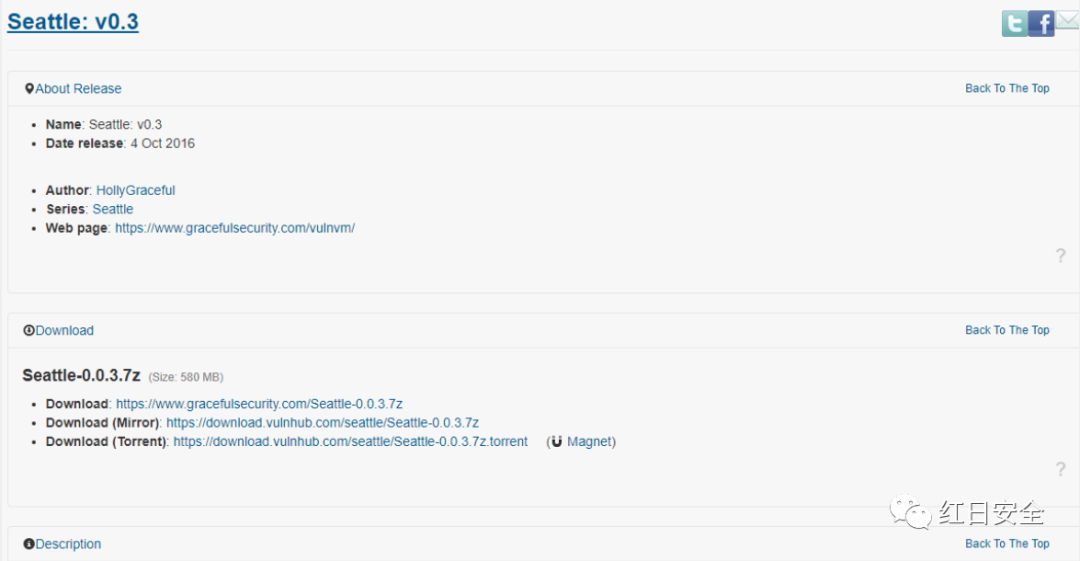 Seattle: v0.3
About Release Back To The Top
Name: Seattle: v0.3
Date release: 4 Oct 2016
Author: HollyGraceful
Series: Seattle
Web page: https://www.gracefulsecurity.com/vulnvm/
?
Download Back To The Top
Seattle-0.0.3.7z (Size: 580 MB)
Download: https://www.gracefulsecurity.com/Seattle-0.0.3.7z
Download (Mirror): https://download.vulnhub.com/seattle/Seattle-0.0.3.7z
Download (Torrent): https://download.vulnhub.com/seattle/Seattle-0.0.3.7z.torrent (Magnet)
?
红日安全
Description Back To The Top